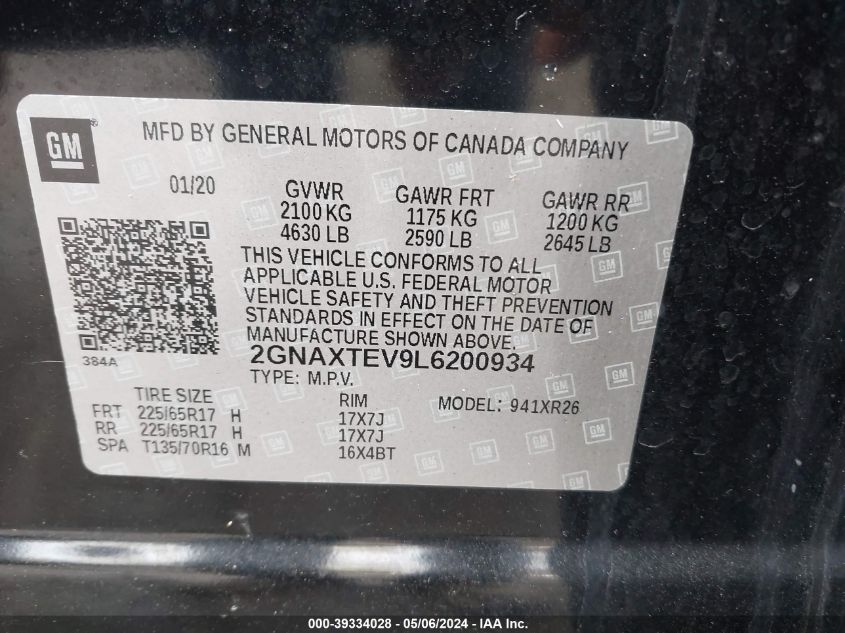 GM ®
MFD BY GENERAL MOTORS OF CANADA COMPANY
01/20 GVWR GAWR FRT GAWR RR
2100 KG 1175 KG 1200 KG
4630 LB 2590 LB 2645 LB
THIS VEHICLE CONFORMS TO ALL
APPLICABLE U.S. FEDERAL MOTOR
VEHICLE SAFETY AND THEFT PREVENTION
STANDARDS IN EFFECT ON THE DATE OF
MANUFACTURE SHOWN ABOVE.
384A
2GNAXTEV9L6200934
TYPE: M.P.V.
TIRE SIZE RIM MODEL: 941XR26
FRT 225/65R17 H 17X7J
RR 225/65R17 H 17X7J
SPA T135/70R16 M 16X4BT
000-39334028 - 05/06/2024 - IAA Inc.